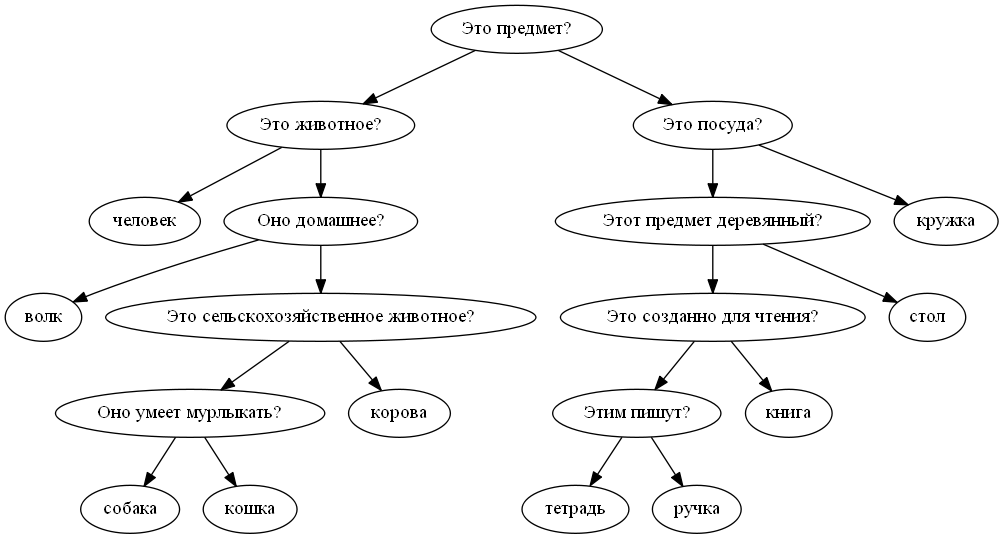 Это предмет?
Это животное?
Это посуда?
человек
Оно домашнее?
Этот предмет деревянный?
кружка
волк
Это сельскохозяйственное животное?
Это созданно для чтения?
стол
Оно умеет мурлыкать?
корова
Этим пишут?
книга
собака
кошка
тетрадь
ручка